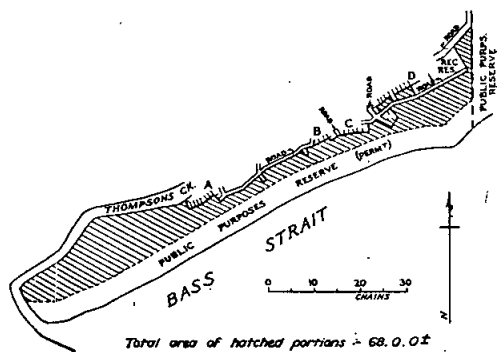 ROAD
PUBLIC PURPS.
RESERVE
REC
RES.
ROAD
D
ROAD
ROAD
C
B
ROAD
THOMPSONS CK.
A
PUBLIC PURPOSES RESERVE (PERMIT)
BASS STRAIT
0 10 20 30
CHAINS
N
Total area of hatched portions :- 68.0.0±